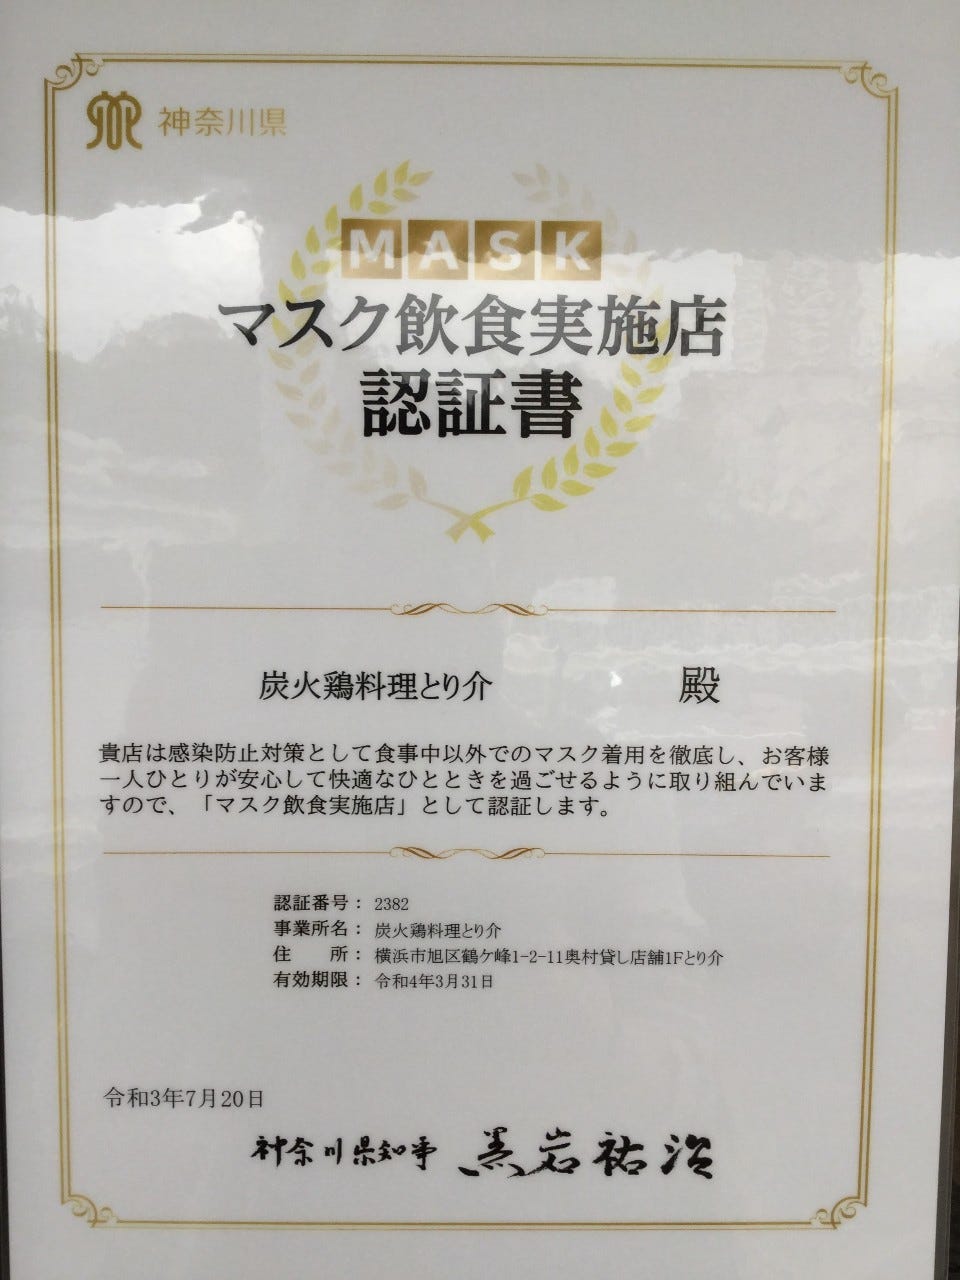 神奈川県
MASK
マスク飲食実施店
認証書
炭火鶏料理とり介 殿
貴店は感染防止対策として食事中以外でのマスク着用を徹底し、お客様
一人ひとりが安心して快適なひとときを過ごせるように取り組んでいま
すので、「マスク飲食実施店」として認証します。
認証番号： 2382
事業所名： 炭火鶏料理とり介
住　　所： 横浜市旭区鶴ケ峰1-2-11奥村貸し店舗1Fとり介
有効期限： 令和4年3月31日
令和3年7月20日
神奈川県知事 黒岩祐治